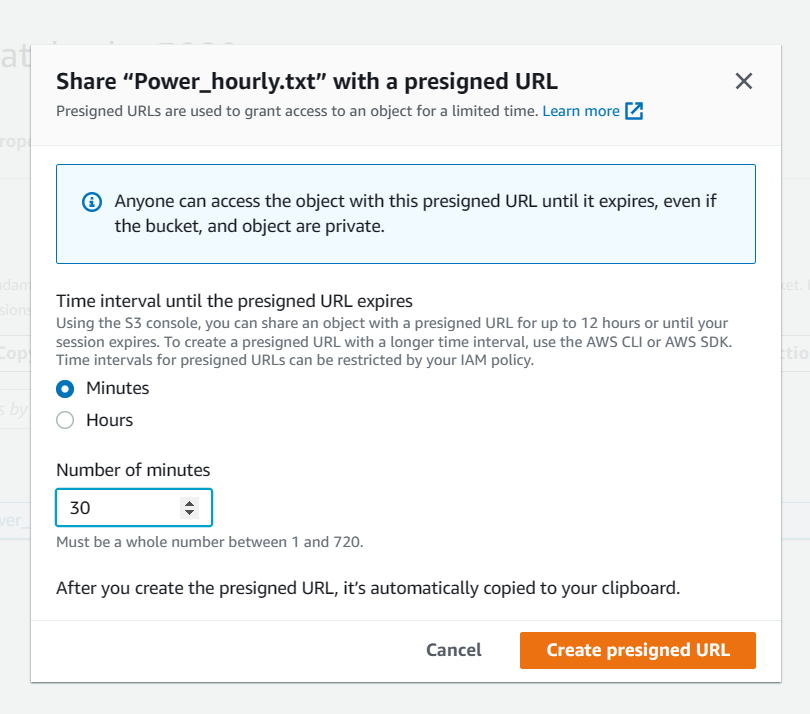 Share “Power_hourly.txt” with a presigned URL
Presigned URLs are used to grant access to an object for a limited time. Learn more
Anyone can access the object with this presigned URL until it expires, even if
the bucket, and object are private.
Time interval until the presigned URL expires
Using the S3 console, you can share an object with a presigned URL for up to 12 hours or until your
session expires. To create a presigned URL with a longer time interval, use the AWS CLI or AWS SDK.
Time intervals for presigned URLs can be restricted by your IAM policy.
Minutes
Hours
Number of minutes
30
Must be a whole number between 1 and 720.
After you create the presigned URL, it’s automatically copied to your clipboard.
Cancel
Create presigned URL